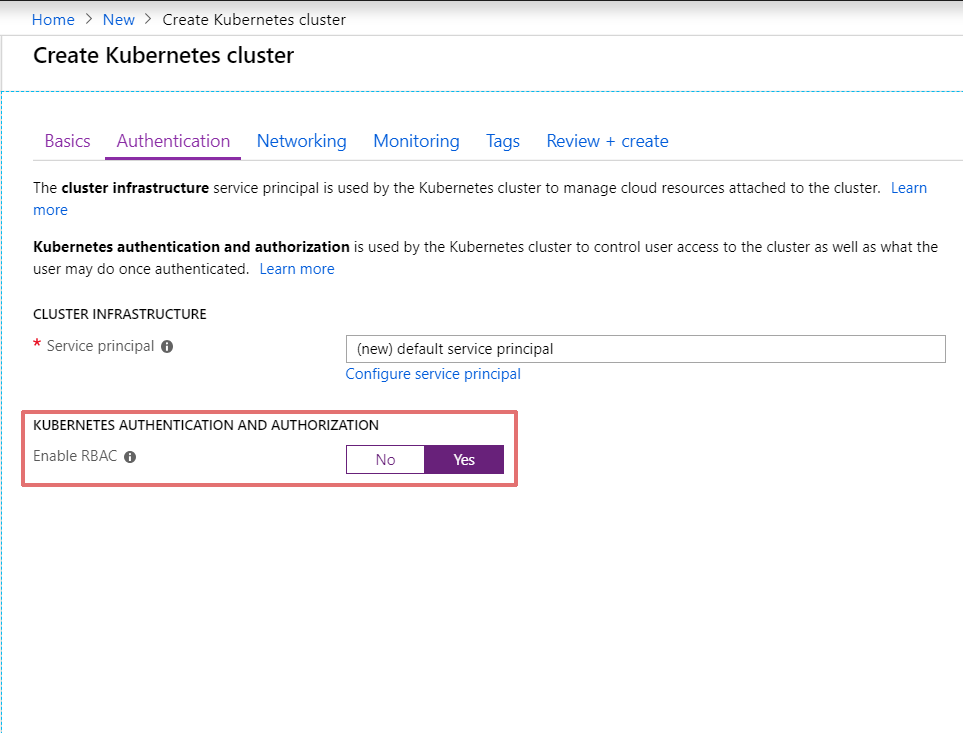 Home > New > Create Kubernetes cluster
Create Kubernetes cluster
Basics Authentication Networking Monitoring Tags Review + create
The cluster infrastructure service principal is used by the Kubernetes cluster to manage cloud resources attached to the cluster. Learn
more
Kubernetes authentication and authorization is used by the Kubernetes cluster to control user access to the cluster as well as what the
user may do once authenticated. Learn more
CLUSTER INFRASTRUCTURE
* Service principal (new) default service principal
Configure service principal
KUBERNETES AUTHENTICATION AND AUTHORIZATION
Enable RBAC No Yes